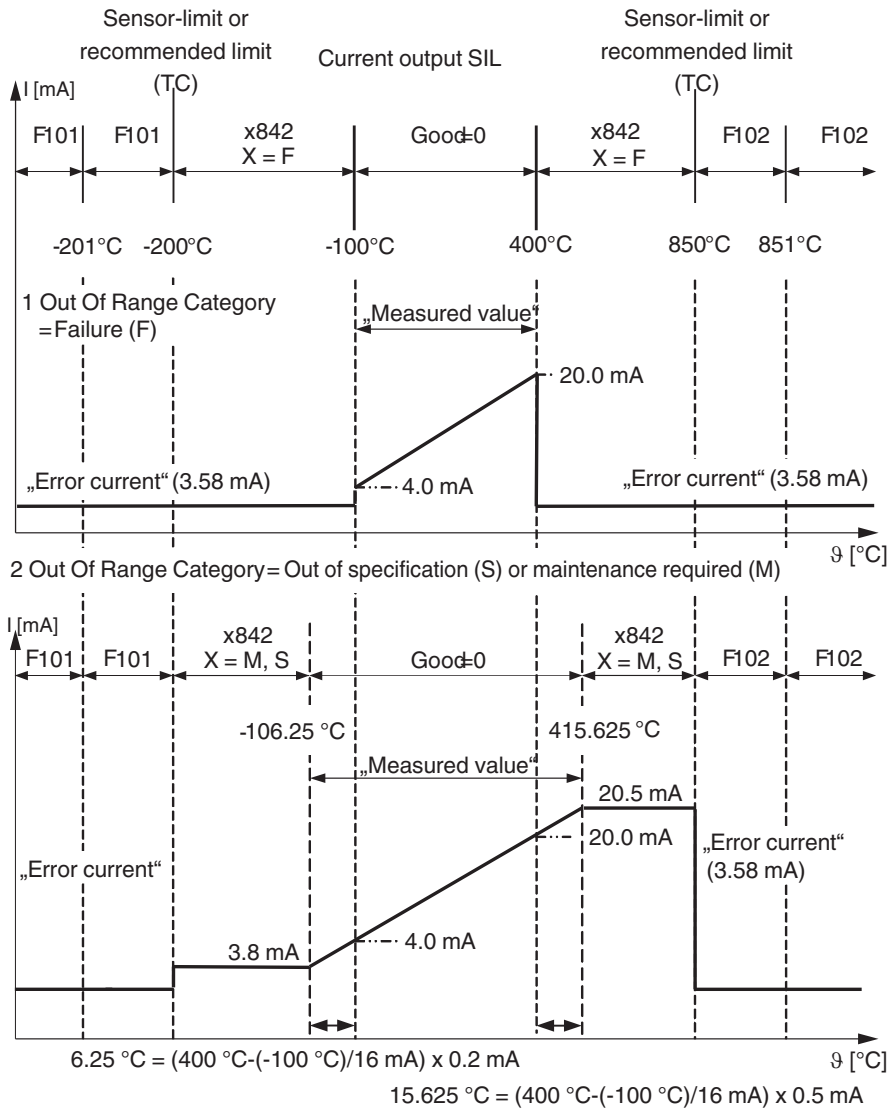 Sensor-limit or
recommended limit
(TC)
Current output SIL
Sensor-limit or
recommended limit
(TC)
I [mA]
F101
F101
x842
X = F
Good=0
x842
X = F
F102
F102
-201°C
-200°C
-100°C
400°C
850°C
851°C
1 Out Of Range Category
=Failure (F)
„Measured value“
20.0 mA
„Error current“ (3.58 mA)
4.0 mA
„Error current“ (3.58 mA)
ϑ [°C]
2 Out Of Range Category= Out of specification (S) or maintenance required (M)
I [mA]
F101
F101
x842
X = M, S
Good=0
x842
X = M, S
F102
F102
-106.25 °C
415.625 °C
„Measured value“
20.5 mA
20.0 mA
„Error current“
(3.58 mA)
„Error current“
3.8 mA
4.0 mA
6.25 °C = (400 °C-(-100 °C)/16 mA) x 0.2 mA
ϑ [°C]
15.625 °C = (400 °C-(-100 °C)/16 mA) x 0.5 mA